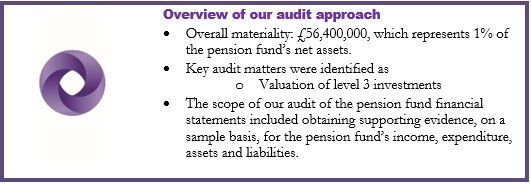 Overview of our audit approach
• Overall materiality: £56,400,000, which represents 1% of
the pension fund's net assets.
• Key audit matters were identified as
o Valuation of level 3 investments
• The scope of our audit of the pension fund financial
statements included obtaining supporting evidence, on a
sample basis, for the pension fund's income, expenditure,
assets and liabilities.